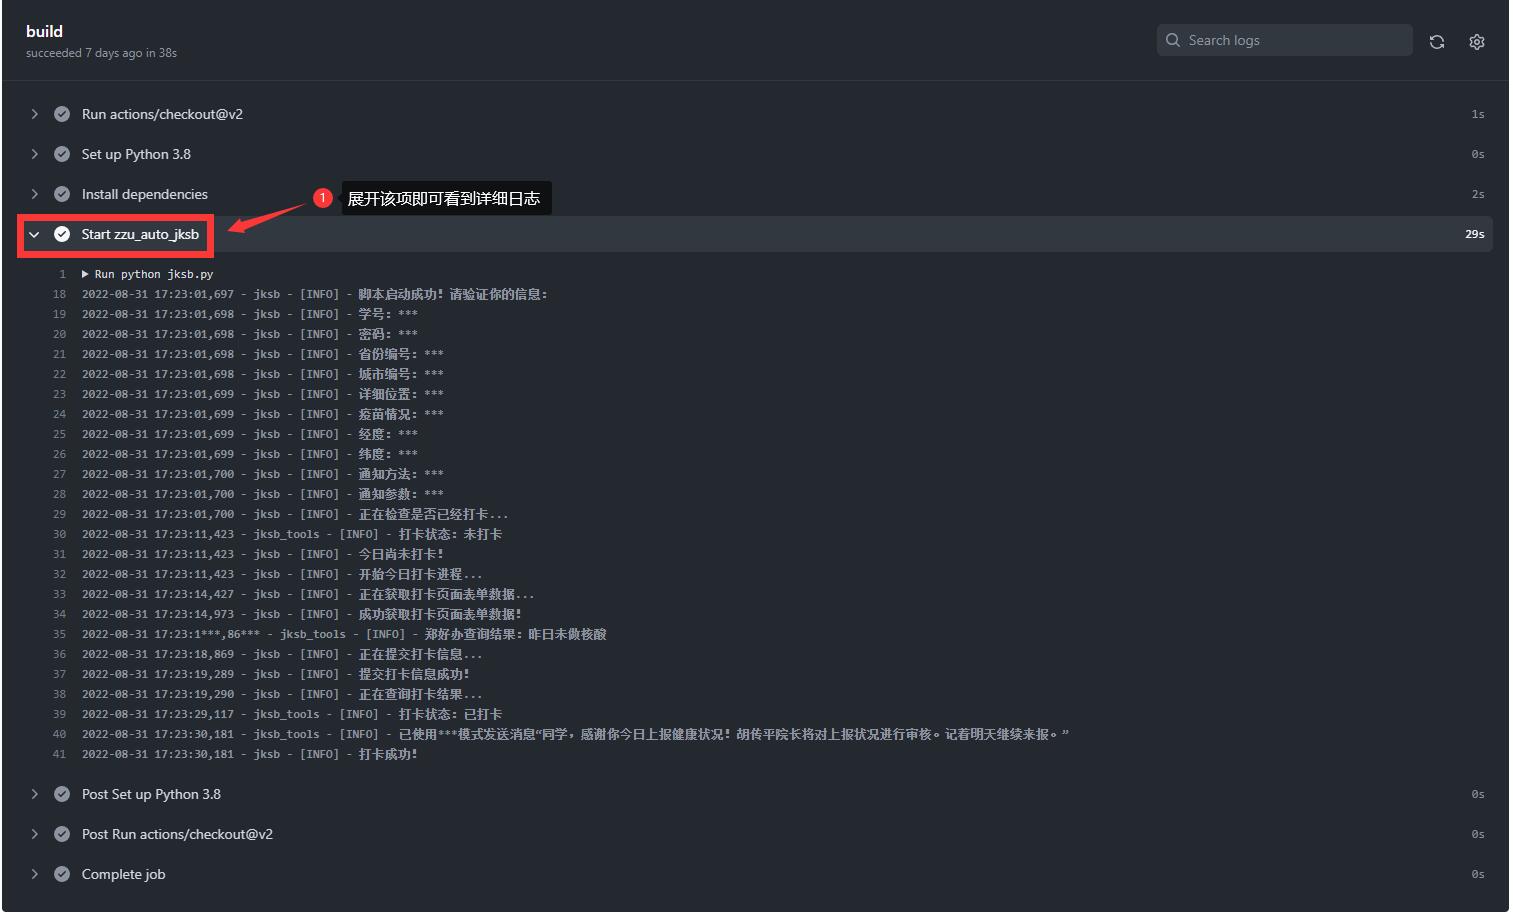 build
succeeded 7 days ago in 38s
Search logs
Run actions/checkout@v2 1s
Set up Python 3.8 0s
Install dependencies 2s
1 展开该项即可看到详细日志
Start zzu_auto_jksb 29s
1 Run python jksb.py
18 2022-08-31 17:23:01,697 - jksb - [INFO] - 脚本启动成功！请验证你的信息：
19 2022-08-31 17:23:01,698 - jksb - [INFO] - 学号：***
20 2022-08-31 17:23:01,698 - jksb - [INFO] - 密码：***
21 2022-08-31 17:23:01,698 - jksb - [INFO] - 省份编号：***
22 2022-08-31 17:23:01,698 - jksb - [INFO] - 城市编号：***
23 2022-08-31 17:23:01,699 - jksb - [INFO] - 详细位置：***
24 2022-08-31 17:23:01,699 - jksb - [INFO] - 疫苗情况：***
25 2022-08-31 17:23:01,699 - jksb - [INFO] - 经度：***
26 2022-08-31 17:23:01,699 - jksb - [INFO] - 纬度：***
27 2022-08-31 17:23:01,700 - jksb - [INFO] - 通知方法：***
28 2022-08-31 17:23:01,700 - jksb - [INFO] - 通知参数：***
29 2022-08-31 17:23:01,700 - jksb - [INFO] - 正在检查是否已经打卡...
30 2022-08-31 17:23:11,423 - jksb_tools - [INFO] - 打卡状态：未打卡
31 2022-08-31 17:23:11,423 - jksb - [INFO] - 今日尚未打卡！
32 2022-08-31 17:23:11,423 - jksb - [INFO] - 开始今日打卡进程...
33 2022-08-31 17:23:14,427 - jksb - [INFO] - 正在获取打卡页面表单数据...
34 2022-08-31 17:23:14,973 - jksb - [INFO] - 成功获取打卡页面表单数据！
35 2022-08-31 17:23:1***,86*** - jksb_tools - [INFO] - 郑好办查询结果：昨日未做核酸
36 2022-08-31 17:23:18,869 - jksb - [INFO] - 正在提交打卡信息...
37 2022-08-31 17:23:19,289 - jksb - [INFO] - 提交打卡信息成功！
38 2022-08-31 17:23:19,290 - jksb - [INFO] - 正在查询打卡结果...
39 2022-08-31 17:23:29,117 - jksb_tools - [INFO] - 打卡状态：已打卡
40 2022-08-31 17:23:30,181 - jksb_tools - [INFO] - 已使用***模式发送消息“同学，感谢你今日上报健康状况！胡传平院长将对上报状况进行审核。记着明天继续来报。”
41 2022-08-31 17:23:30,181 - jksb - [INFO] - 打卡成功！
Post Set up Python 3.8 0s
Post Run actions/checkout@v2 0s
Complete job 0s